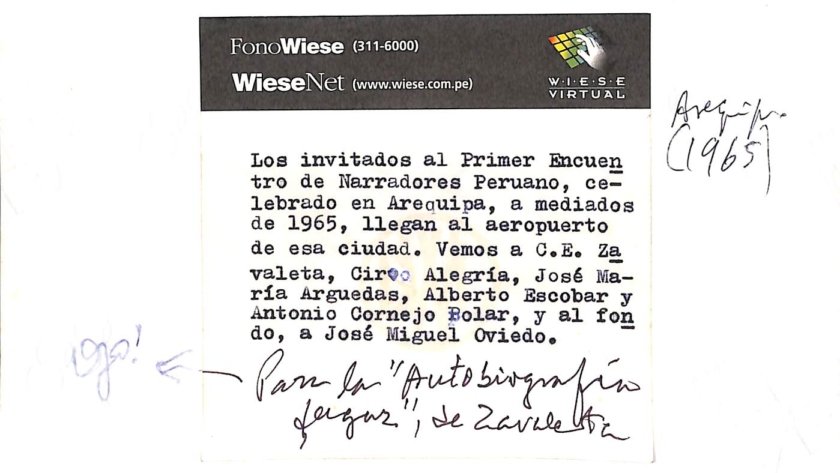 FonoWiese (311-6000)
WieseNet (www.wiese.com.pe)
W·I·E·S·E
VIRTUAL
Arequipa.
(1965)
Los invitados al Primer Encuen
tro de Narradores Peruano, ce-
lebrado en Arequipa, a mediados
de 1965, llegan al aeropuerto
de esa ciudad. Vemos a C.E. Za
valeta, Ciro Alegría, José Ma-
ría Arguedas, Alberto Escobar y
Antonio Cornejo Polar, y al fon
do, a José Miguel Oviedo.
ojo!
Para la "Autobiografía
fugaz", de Zavaleta